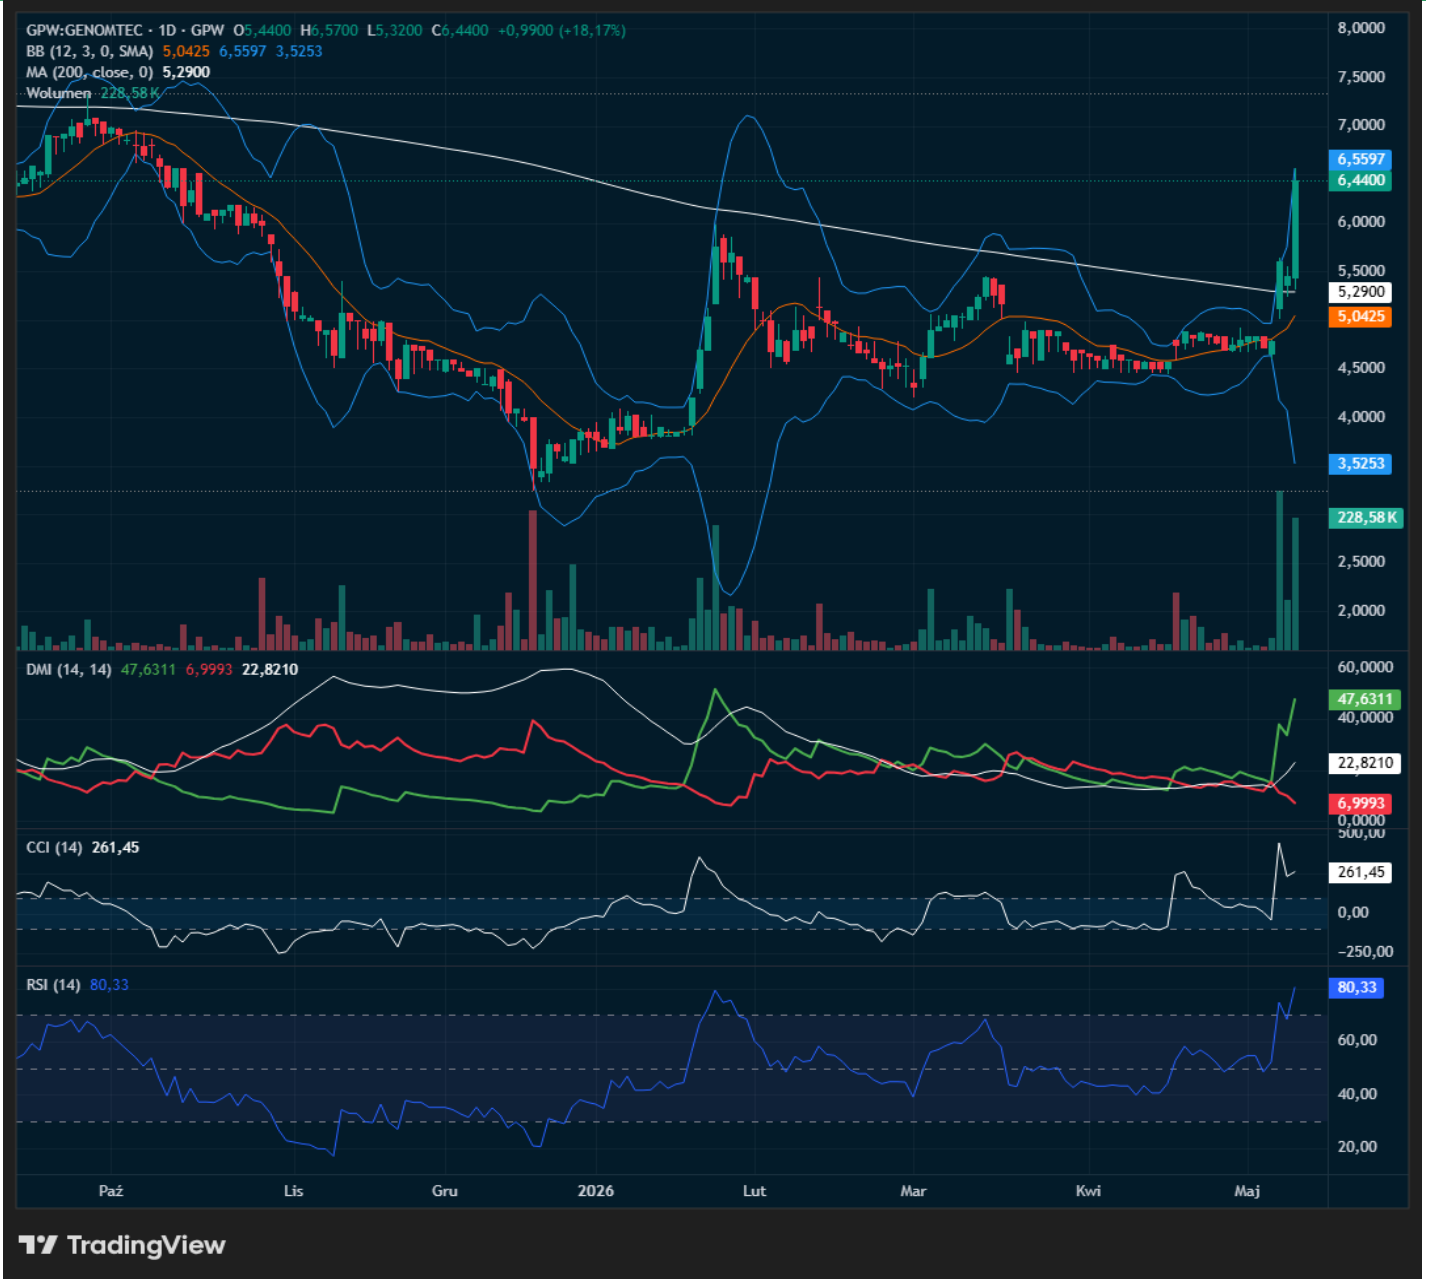 GPW:GENOMTEC · 1D · GPW O5,4400 H6,5700 L5,3200 C6,4400 +0,9900 (+18,17%)
BB (12, 3, 0, SMA) 5,0425 6,5597 3,5253
MA (200, close, 0) 5,2900
Wolumen 228,58 K
8,0000
7,5000
7,0000
6,5597
6,4400
6,0000
5,5000
5,2900
5,0425
4,5000
4,0000
3,5253
228,58 K
2,5000
2,0000
DMI (14, 14) 47,6311 6,9993 22,8210
60,0000
47,6311
40,0000
22,8210
6,9993
0,0000
CCI (14) 261,45
500,00
261,45
0,00
−250,00
RSI (14) 80,33
80,33
60,00
40,00
20,00
Paź Lis Gru 2026 Lut Mar Kwi Maj
TradingView